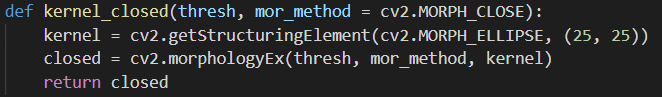 def kernel_closed(thresh, mor_method = cv2.MORPH_CLOSE):
    kernel = cv2.getStructuringElement(cv2.MORPH_ELLIPSE, (25, 25))
    closed = cv2.morphologyEx(thresh, mor_method, kernel)
    return closed